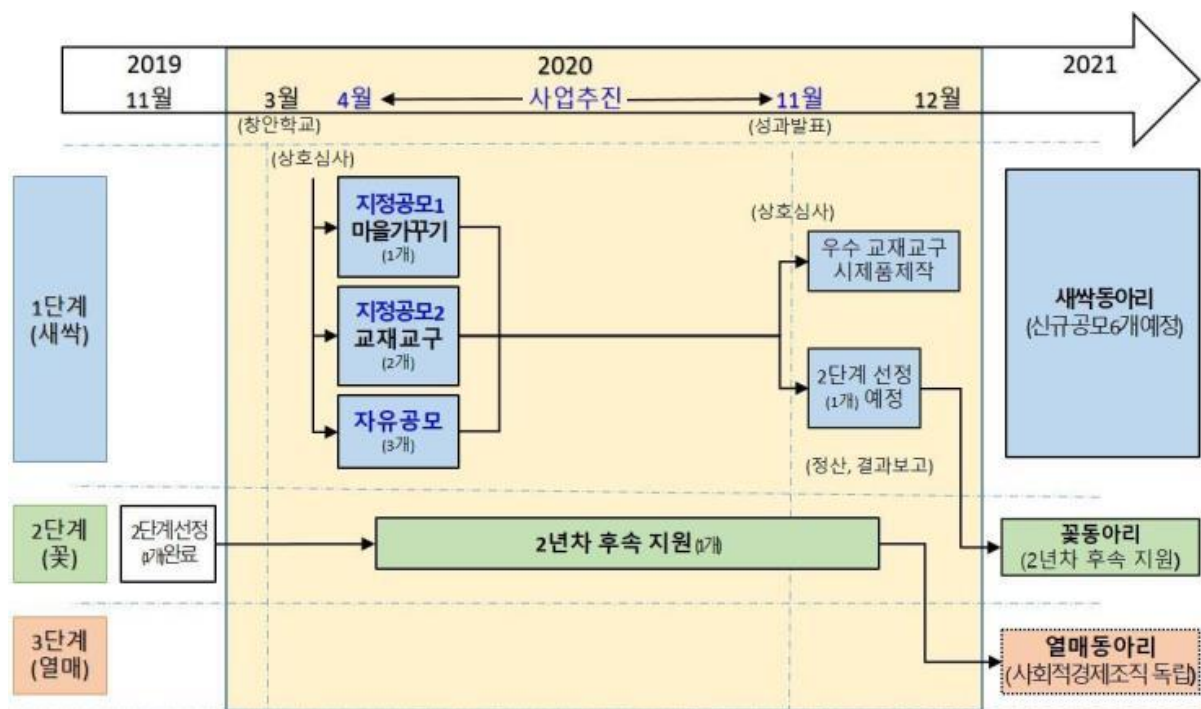 2019
2020
2021
11월
3월
4월
사업추진
11월
12월
(창안학교)
(성과발표)
(상호심사)
1단계
(새싹)
지정공모1
마을가꾸기
(1개)
지정공모2
교재교구
(2개)
자유공모
(3개)
(상호심사)
우수 교재교구
시제품제작
2단계 선정
(1개) 예정
(정산, 결과보고)
새싹동아리
(신규공모6개예정)
2단계
(꽃)
2단계선정
(1개)완료
2년차 후속 지원(1개)
꽃동아리
(2년차 후속 지원)
3단계
(열매)
열매동아리
(사회적경제조직 독립)